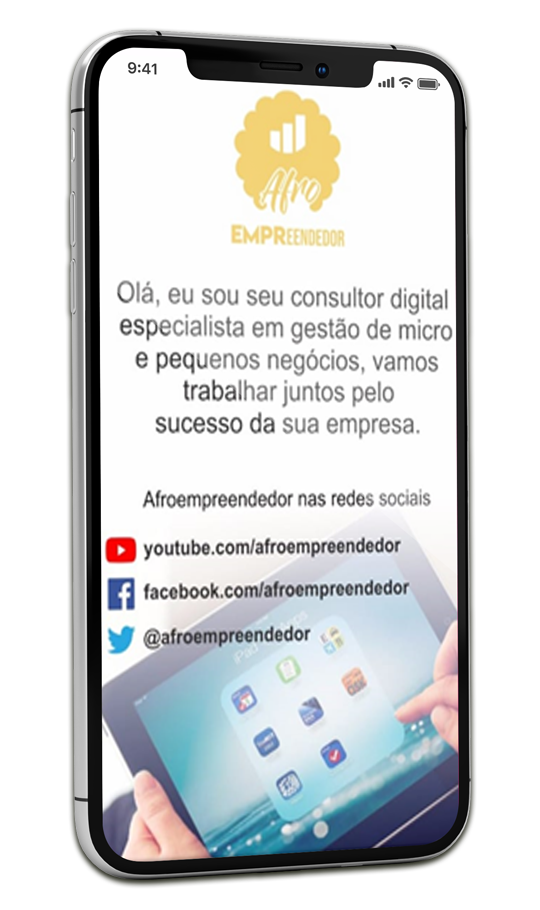 9:41
Afro
EMPREENDEDOR
Olá, eu sou seu consultor digital
especialista em gestão de micro
e pequenos negócios, vamos
trabalhar juntos pelo
sucesso da sua empresa.
Afroempreendedor nas redes sociais
youtube.com/afroempreendedor
facebook.com/afroempreendedor
@afroempreendedor
iPad